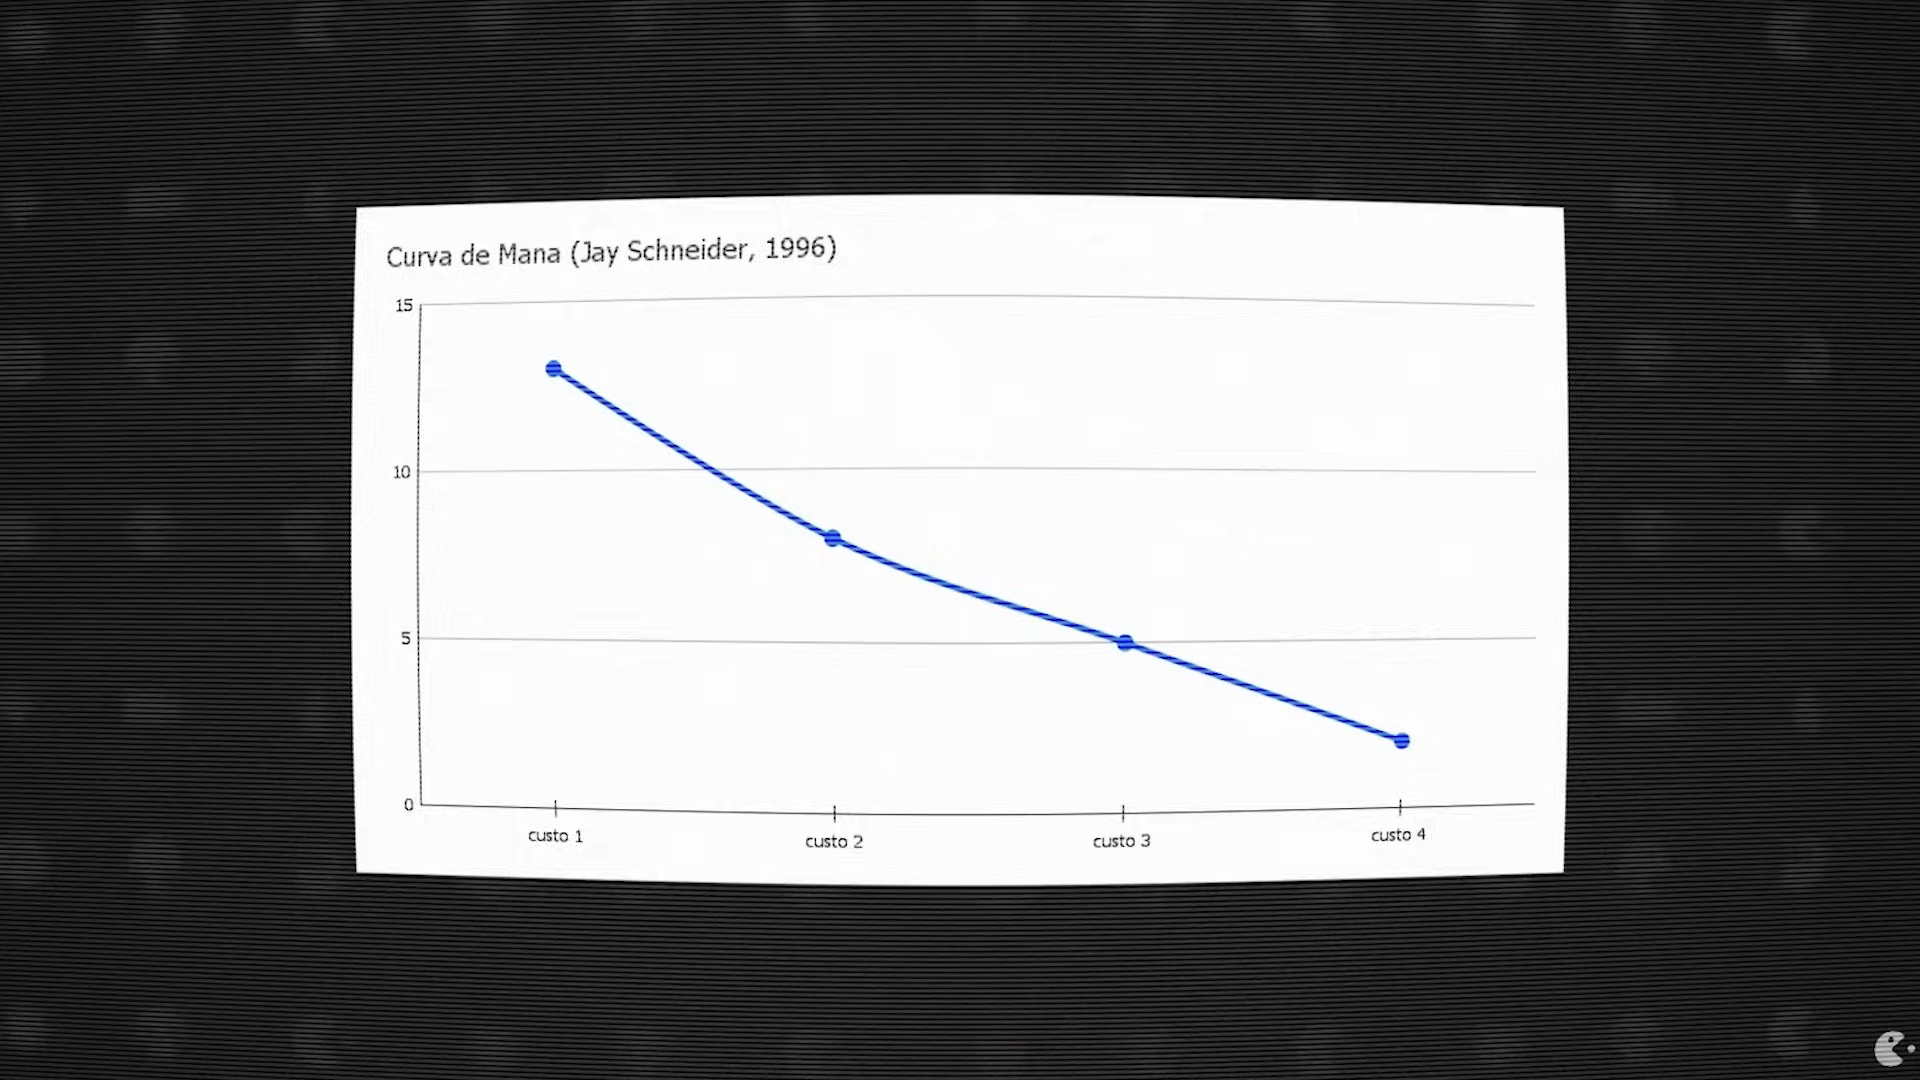 Curva de Mana (Jay Schneider, 1996)
15
10
5
0
custo 1
custo 2
custo 3
custo 4